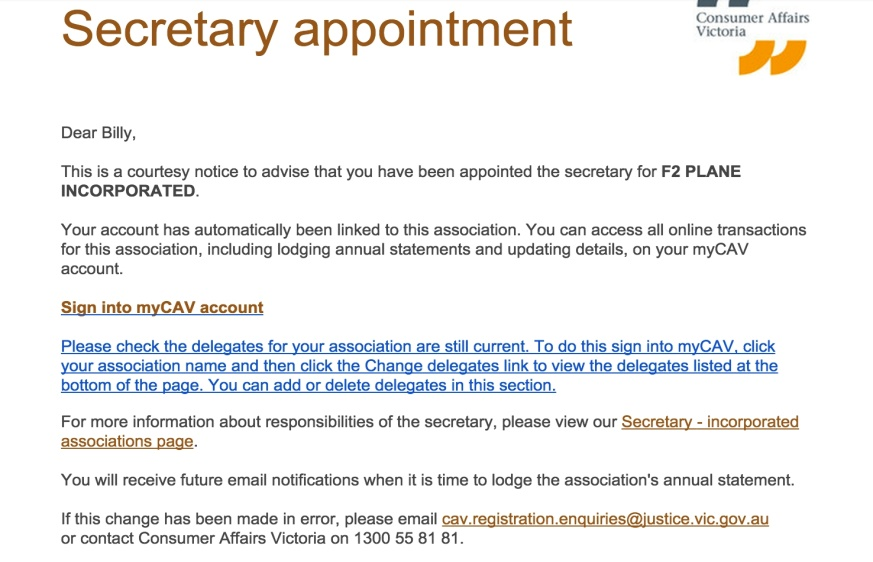 Secretary appointment
Consumer Affairs
Victoria
Dear Billy,
This is a courtesy notice to advise that you have been appointed the secretary for F2 PLANE
INCORPORATED.
Your account has automatically been linked to this association. You can access all online transactions
for this association, including lodging annual statements and updating details, on your myCAV
account.
Sign into myCAV account
Please check the delegates for your association are still current. To do this sign into myCAV, click
your association name and then click the Change delegates link to view the delegates listed at the
bottom of the page. You can add or delete delegates in this section.
For more information about responsibilities of the secretary, please view our Secretary - incorporated
associations page.
You will receive future email notifications when it is time to lodge the association's annual statement.
If this change has been made in error, please email cav.registration.enquiries@justice.vic.gov.au
or contact Consumer Affairs Victoria on 1300 55 81 81.